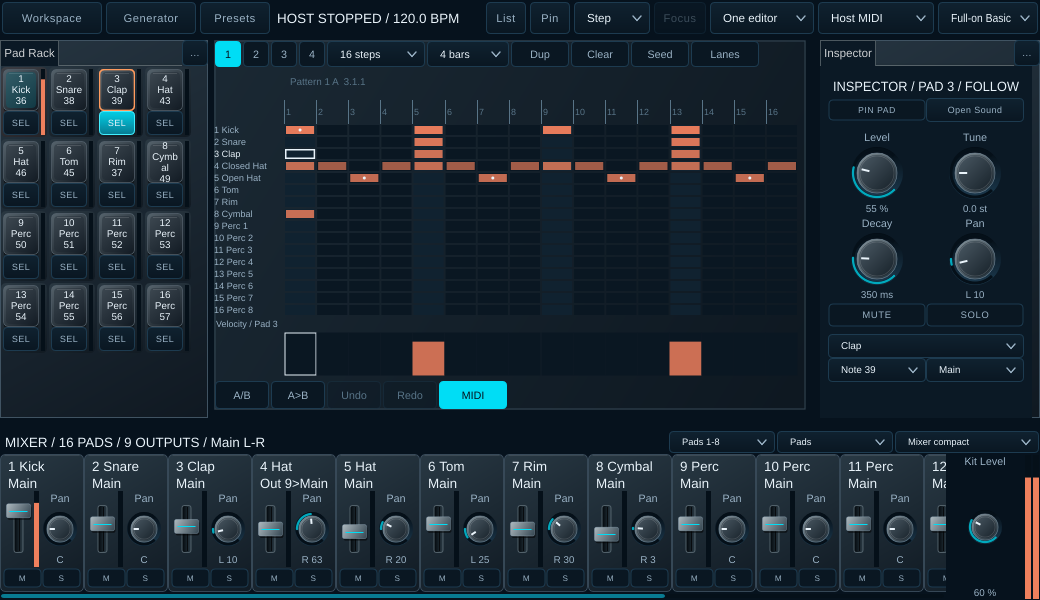 Workspace Generator Presets HOST STOPPED / 120.0 BPM List Pin Step Focus One editor Host MIDI Full-on Basic
Pad Rack ...
1 2 3 4 16 steps 4 bars Dup Clear Seed Lanes
Inspector ...
1 Kick 36
2 Snare 38
3 Clap 39
4 Hat 43
SEL SEL SEL SEL
5 Hat 46
6 Tom 45
7 Rim 37
8 Cymb al 49
SEL SEL SEL SEL
9 Perc 50
10 Perc 51
11 Perc 52
12 Perc 53
SEL SEL SEL SEL
13 Perc 54
14 Perc 55
15 Perc 56
16 Perc 57
SEL SEL SEL SEL
Pattern 1 A 3.1.1
1 2 3 4 5 6 7 8 9 10 11 12 13 14 15 16
1 Kick
2 Snare
3 Clap
4 Closed Hat
5 Open Hat
6 Tom
7 Rim
8 Cymbal
9 Perc 1
10 Perc 2
11 Perc 3
12 Perc 4
13 Perc 5
14 Perc 6
15 Perc 7
16 Perc 8
Velocity / Pad 3
A/B A>B Undo Redo MIDI
INSPECTOR / PAD 3 / FOLLOW
PIN PAD Open Sound
Level Tune
55 % 0.0 st
Decay Pan
350 ms L 10
MUTE SOLO
Clap
Note 39 Main
MIXER / 16 PADS / 9 OUTPUTS / Main L-R Pads 1-8 Pads Mixer compact
1 Kick 2 Snare 3 Clap 4 Hat 5 Hat 6 Tom 7 Rim 8 Cymbal 9 Perc 10 Perc 11 Perc 12 Kit Level
Main Main Main Out 9>Main Main Main Main Main Main Main Main
Pan Pan Pan Pan Pan Pan Pan Pan Pan Pan Pan
C C L 10 R 63 R 20 L 25 R 30 R 3 C C C
M S M S M S M S M S M S M S M S M S M S M S M
60 %